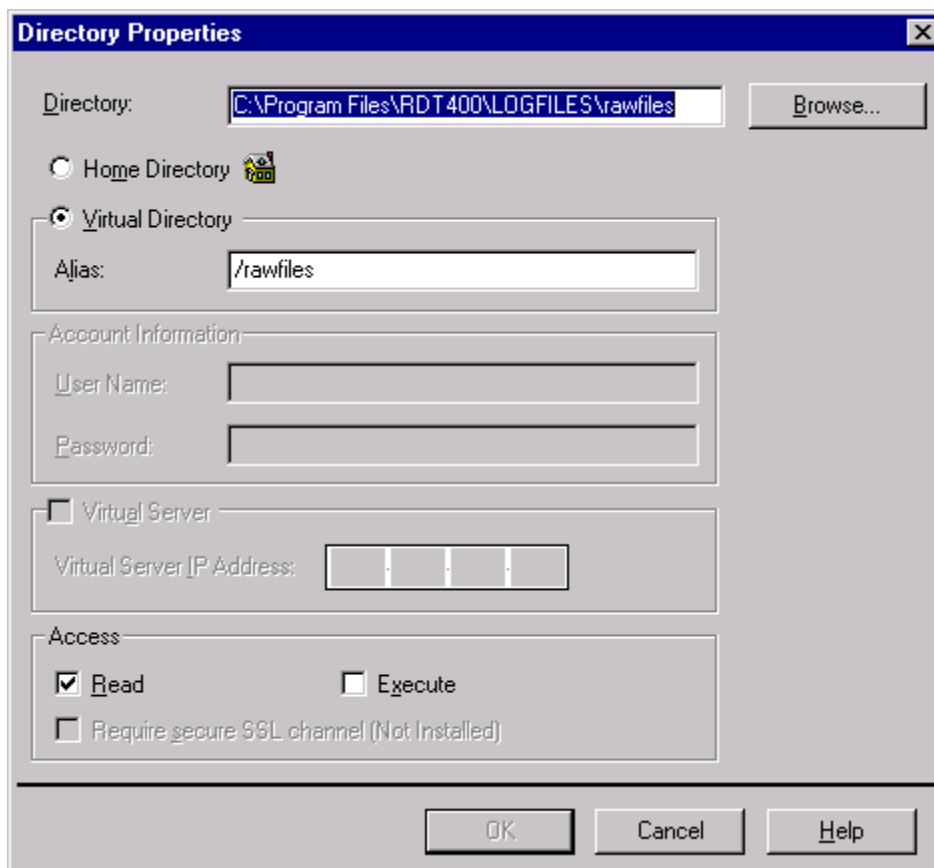 Directory Properties
Directory: C:\Program Files\RDT400\LOGFILES\rawfiles Browse...
Home Directory
Virtual Directory
Alias: /rawfiles
Account Information
User Name:
Password:
Virtual Server
Virtual Server IP Address: . . .
Access
Read Execute
Require secure SSL channel (Not Installed)
OK Cancel Help